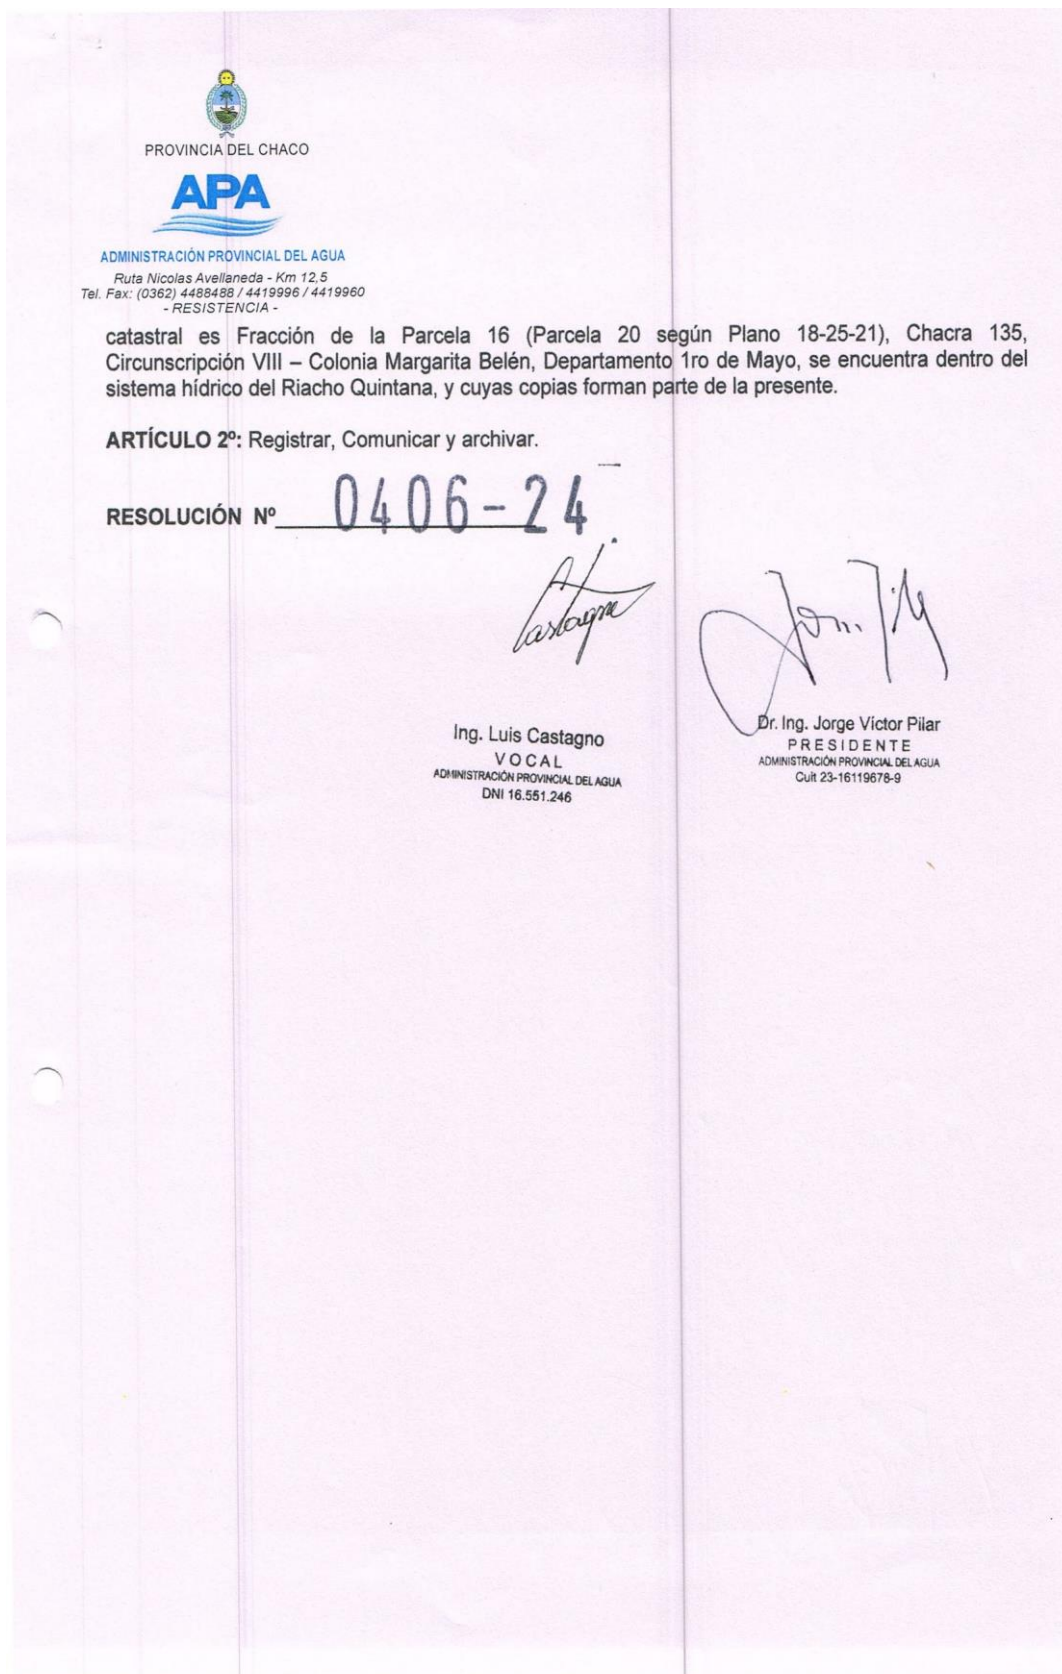 PROVINCIA DEL CHACO
APA
ADMINISTRACIÓN PROVINCIAL DEL AGUA
Ruta Nicolas Avellaneda - Km 12,5
Tel. Fax: (0362) 4488488 / 4419996 / 4419960
- RESISTENCIA -
catastral es Fracción de la Parcela 16 (Parcela 20 según Plano 18-25-21), Chacra 135,
Circunscripción VIII – Colonia Margarita Belén, Departamento 1ro de Mayo, se encuentra dentro del
sistema hídrico del Riacho Quintana, y cuyas copias forman parte de la presente.
ARTÍCULO 2º: Registrar, Comunicar y archivar.
RESOLUCIÓN Nº 0406-24
Castagno
Ing. Luis Castagno
VOCAL
ADMINISTRACIÓN PROVINCIAL DEL AGUA
DNI 16.551.246
Dr. Ing. Jorge Victor Pilar
PRESIDENTE
ADMINISTRACIÓN PROVINCIAL DEL AGUA
Cuit 23-16119678-9